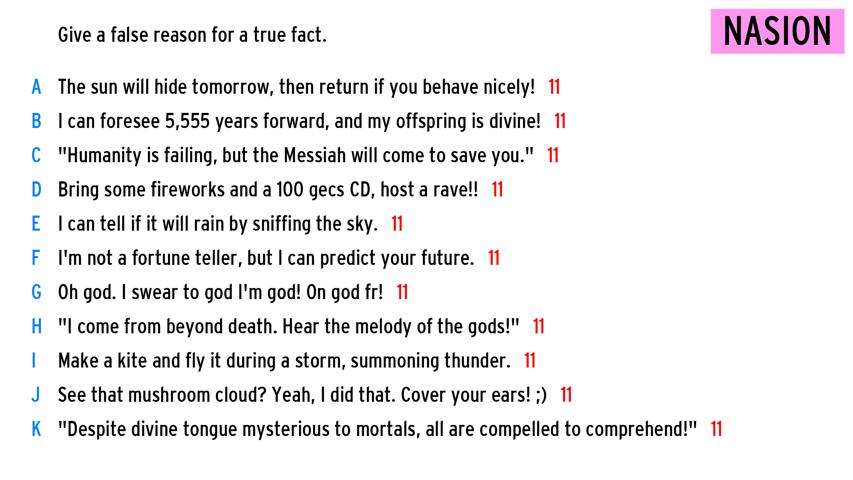 Give a false reason for a true fact.
NASION
A The sun will hide tomorrow, then return if you behave nicely! 11
B I can foresee 5,555 years forward, and my offspring is divine! 11
C "Humanity is failing, but the Messiah will come to save you." 11
D Bring some fireworks and a 100 gecs CD, host a rave!! 11
E I can tell if it will rain by sniffing the sky. 11
F I'm not a fortune teller, but I can predict your future. 11
G Oh god. I swear to god I'm god! On god fr! 11
H "I come from beyond death. Hear the melody of the gods!" 11
I Make a kite and fly it during a storm, summoning thunder. 11
J See that mushroom cloud? Yeah, I did that. Cover your ears! ;) 11
K "Despite divine tongue mysterious to mortals, all are compelled to comprehend!" 11